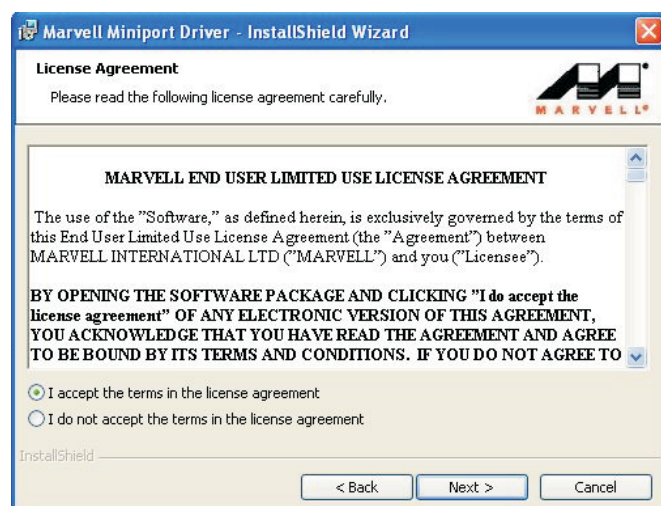 Marvell Miniport Driver - InstallShield Wizard
License Agreement
Please read the following license agreement carefully.
MARVELL®
MARVELL END USER LIMITED USE LICENSE AGREEMENT
The use of the "Software," as defined herein, is exclusively governed by the terms of
this End User Limited Use License Agreement (the "Agreement") between
MARVELL INTERNATIONAL LTD ("MARVELL") and you ("Licensee").
BY OPENING THE SOFTWARE PACKAGE AND CLICKING "I do accept the
license agreement" OF ANY ELECTRONIC VERSION OF THIS AGREEMENT,
YOU ACKNOWLEDGE THAT YOU HAVE READ THE AGREEMENT AND AGREE
TO BE BOUND BY ITS TERMS AND CONDITIONS. IF YOU DO NOT AGREE TO
I accept the terms in the license agreement
I do not accept the terms in the license agreement
InstallShield
< Back Next > Cancel